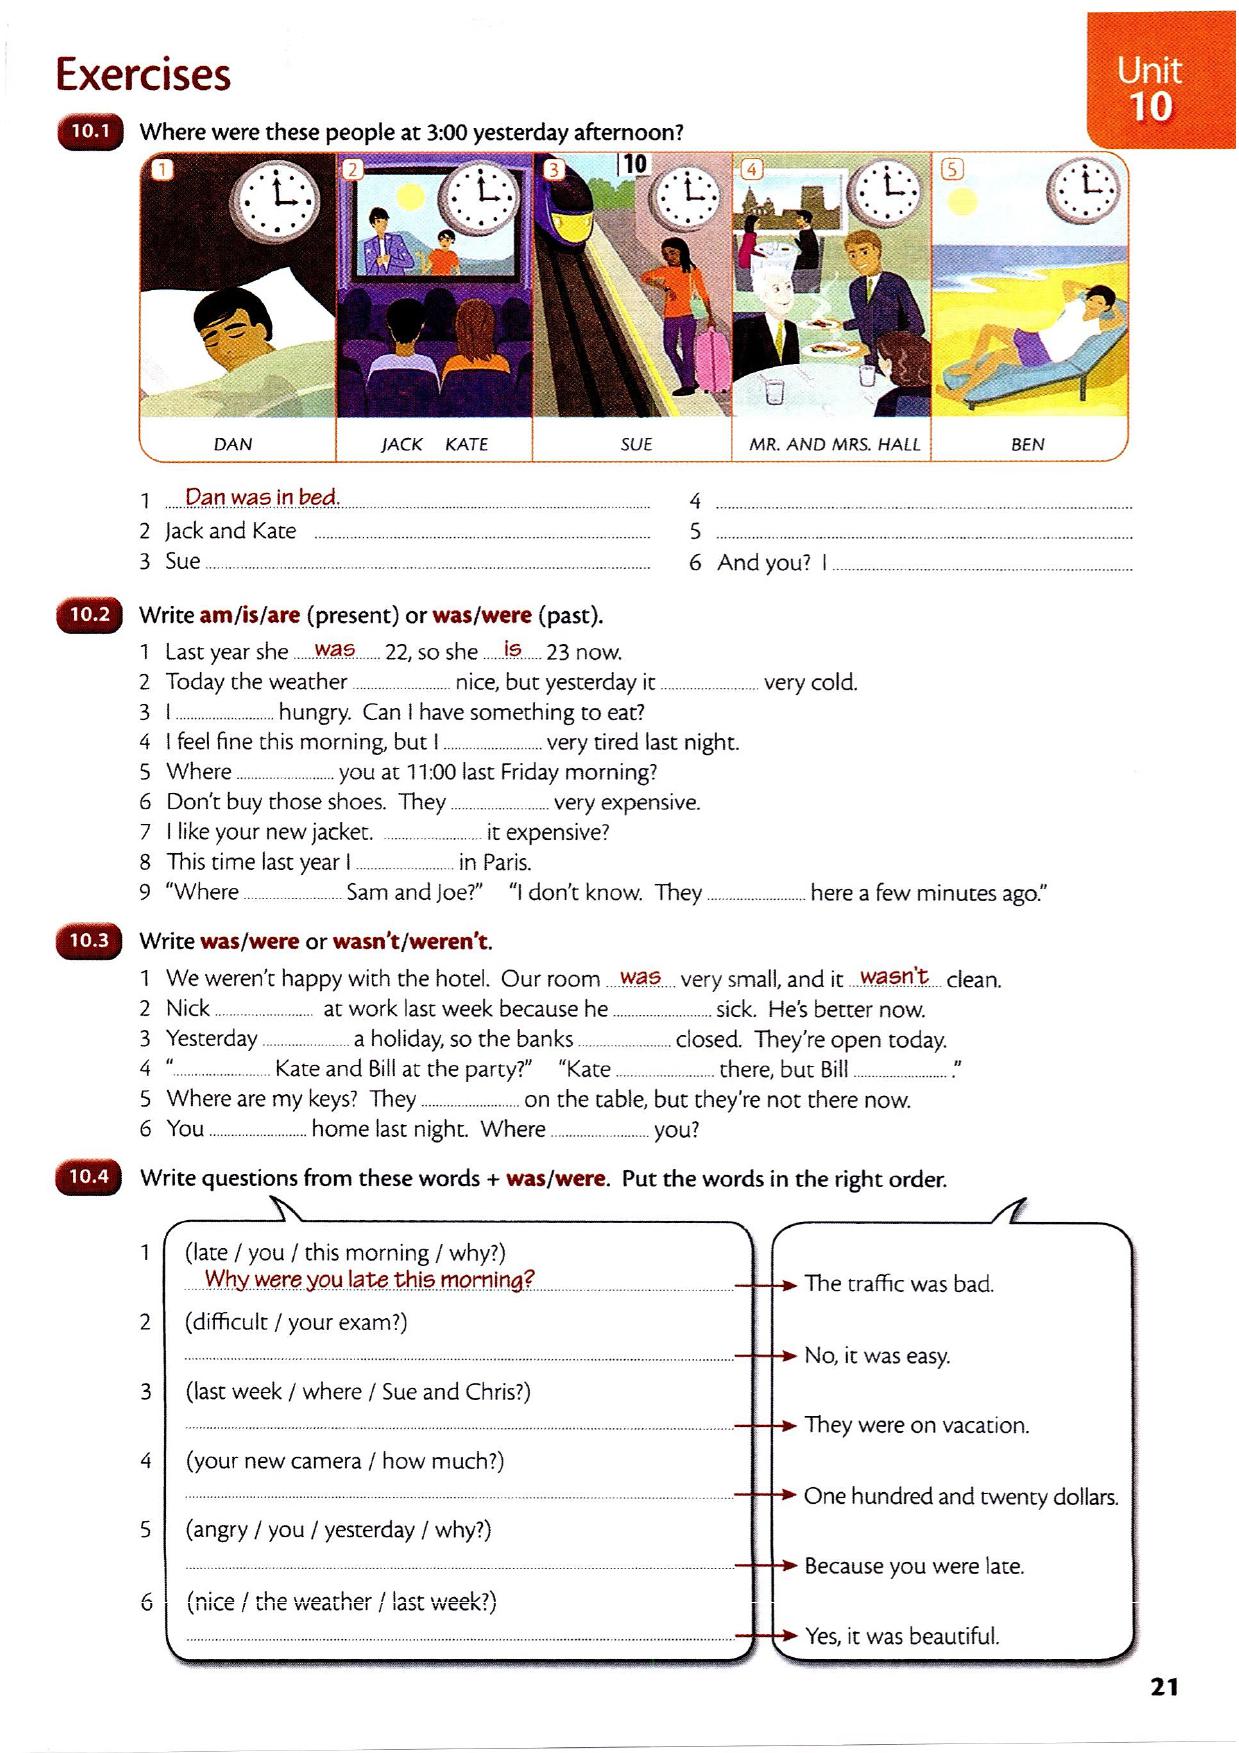 Exercises
Unit
10
10.1 Where were these people at 3:00 yesterday afternoon?
1 2 3 10 4 5
DAN JACK KATE SUE MR. AND MRS. HALL BEN
1 Dan was in bed.
2 Jack and Kate
3 Sue
4
5
6 And you? I
10.2 Write am/is/are (present) or was/were (past).
1 Last year she was 22, so she is 23 now.
2 Today the weather nice, but yesterday it very cold.
3 I hungry. Can I have something to eat?
4 I feel fine this morning, but I very tired last night.
5 Where you at 11:00 last Friday morning?
6 Don't buy those shoes. They very expensive.
7 I like your new jacket. it expensive?
8 This time last year I in Paris.
9 "Where Sam and Joe?" "I don't know. They here a few minutes ago."
10.3 Write was/were or wasn't/weren't.
1 We weren't happy with the hotel. Our room was very small, and it wasn't clean.
2 Nick at work last week because he sick. He's better now.
3 Yesterday a holiday, so the banks closed. They're open today.
4 " Kate and Bill at the party?" "Kate there, but Bill ."
5 Where are my keys? They on the table, but they're not there now.
6 You home last night. Where you?
10.4 Write questions from these words + was/were. Put the words in the right order.
1 (late / you / this morning / why?)
Why were you late this morning?
The traffic was bad.
2 (difficult / your exam?)
No, it was easy.
3 (last week / where / Sue and Chris?)
They were on vacation.
4 (your new camera / how much?)
One hundred and twenty dollars.
5 (angry / you / yesterday / why?)
Because you were late.
6 (nice / the weather / last week?)
Yes, it was beautiful.
21